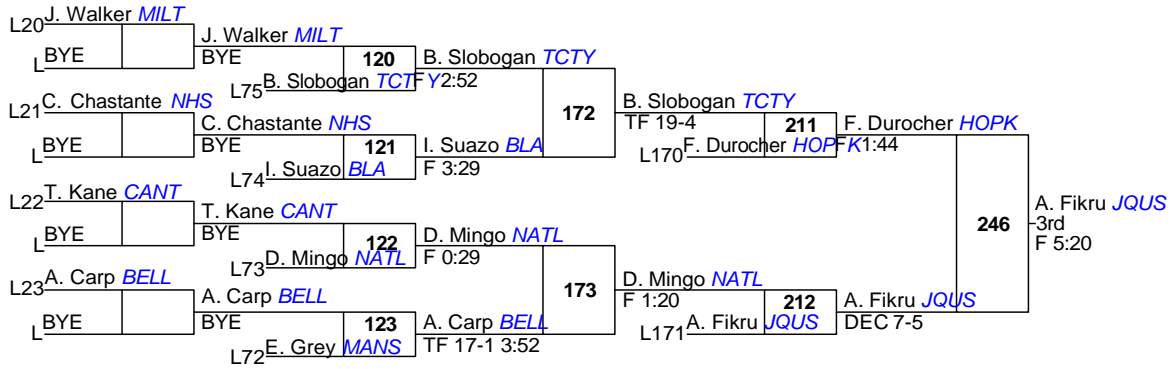 L20 J. Walker MILT
L BYE
J. Walker MILT
BYE
120
L75 B. Slobogan TCTY
B. Slobogan TCTY
F 2:52
L21 C. Chastante NHS
L BYE
C. Chastante NHS
BYE
121
L74 I. Suazo BLA
I. Suazo BLA
F 3:29
172
B. Slobogan TCTY
TF 19-4
211
L170 F. Durocher HOPK
F. Durocher HOPK
F 1:44
L22 T. Kane CANT
L BYE
T. Kane CANT
BYE
122
L73 D. Mingo NATL
D. Mingo NATL
F 0:29
L23 A. Carp BELL
L BYE
A. Carp BELL
BYE
123
L72 E. Grey MANS
A. Carp BELL
TF 17-1 3:52
173
D. Mingo NATL
F 1:20
212
L171 A. Fikru JQUS
A. Fikru JQUS
DEC 7-5
246
A. Fikru JQUS
3rd
F 5:20